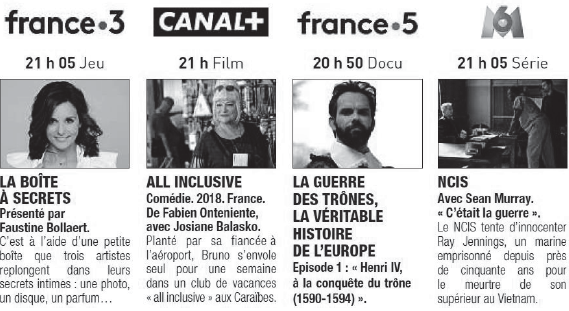 france•3
CANAL+
france•5
M6
21 h 05 Jeu
21 h Film
20 h 50 Docu
21 h 05 Série
LA BOÎTE
À SECRETS
Présenté par
Faustine Bollaert.
C'est à l'aide d'une petite
boîte que trois artistes
replongent dans leurs
secrets intimes : une photo,
un disque, un parfum…
ALL INCLUSIVE
Comédie. 2018. France.
De Fabien Onteniente,
avec Josiane Balasko.
Planté par sa fiancée à
l'aéroport, Bruno s'envole
seul pour une semaine
dans un club de vacances
« all inclusive » aux Caraïbes.
LA GUERRE
DES TRÔNES,
LA VÉRITABLE
HISTOIRE
DE L'EUROPE
Episode 1 : « Henri IV,
à la conquête du trône
(1590-1594) ».
NCIS
Avec Sean Murray.
« C'était la guerre ».
Le NCIS tente d'innocenter
Ray Jennings, un marine
emprisonné depuis près
de cinquante ans pour
le meurtre de son
supérieur au Vietnam.